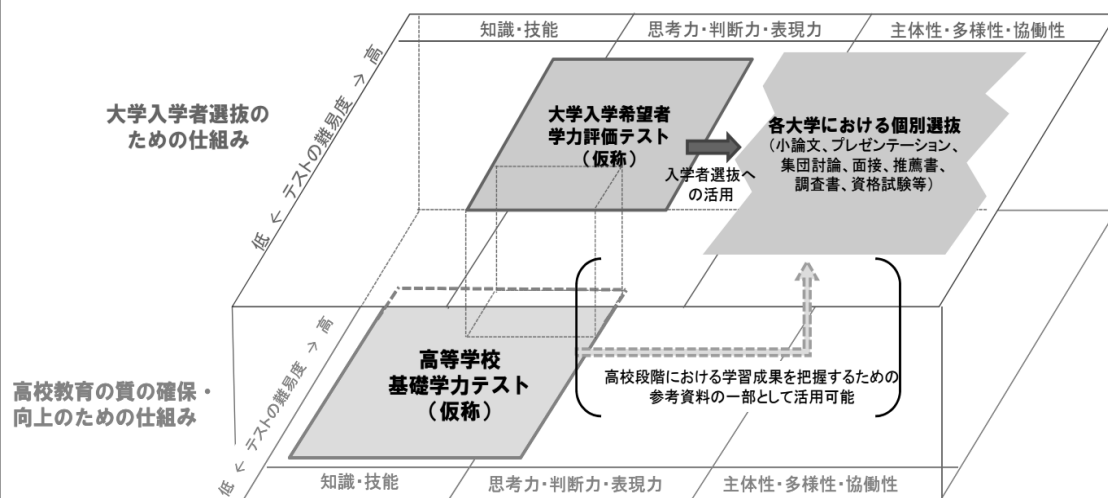 知識・技能
思考力・判断力・表現力
主体性・多様性・協働性
低 ← テストの難易度 → 高
大学入学者選抜の
ための仕組み
大学入学希望者
学力評価テスト
（仮称）
入学者選抜へ
の活用
各大学における個別選抜
（小論文、プレゼンテーション、
集団討論、面接、推薦書、
調査書、資格試験等）
低 ← テストの難易度 → 高
高校教育の質の確保・
向上のための仕組み
高等学校
基礎学力テスト
（仮称）
高校段階における学習成果を把握するための
参考資料の一部として活用可能
知識・技能
思考力・判断力・表現力
主体性・多様性・協働性